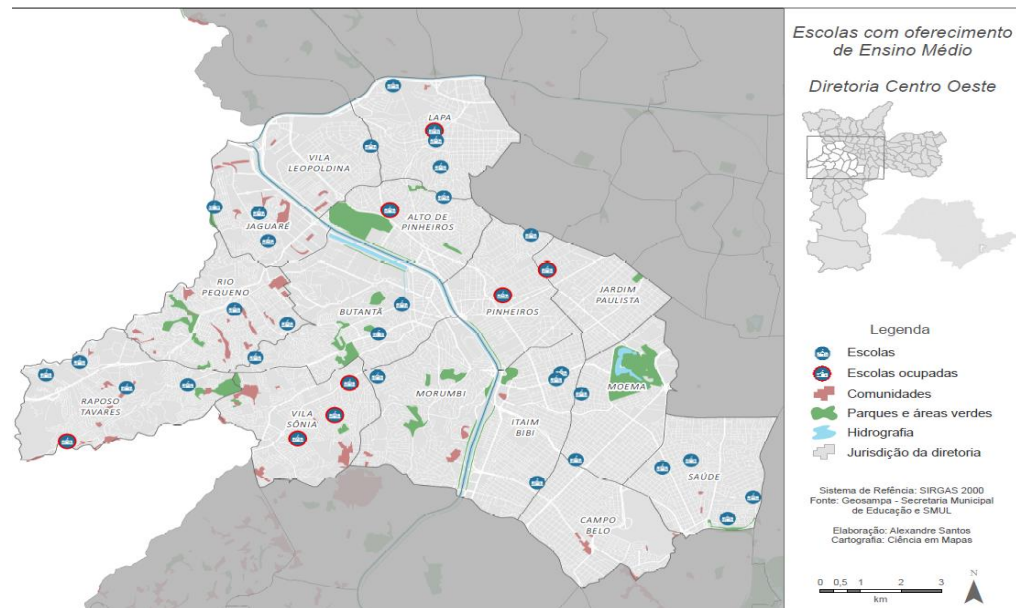 Escolas com oferecimento
de Ensino Médio
Diretoria Centro Oeste
LAPA
VILA
LEOPOLDINA
ALTO DE
PINHEIROS
JAGUARÉ
RIO
PEQUENO
BUTANTÃ
PINHEIROS
JARDIM
PAULISTA
RAPOSO
TAVARES
VILA
SÔNIA
MORUMBI
MOEMA
ITAIM
BIBI
SAÚDE
CAMPO
BELO
Legenda
Escolas
Escolas ocupadas
Comunidades
Parques e áreas verdes
Hidrografia
Jurisdição da diretoria
Sistema de Refência: SIRGAS 2000
Fonte: Geosampa - Secretaria Municipal
de Educação e SMUL
Elaboração: Alexandre Santos
Cartografia: Ciência em Mapas
0 0,5 1 2 3
km
N